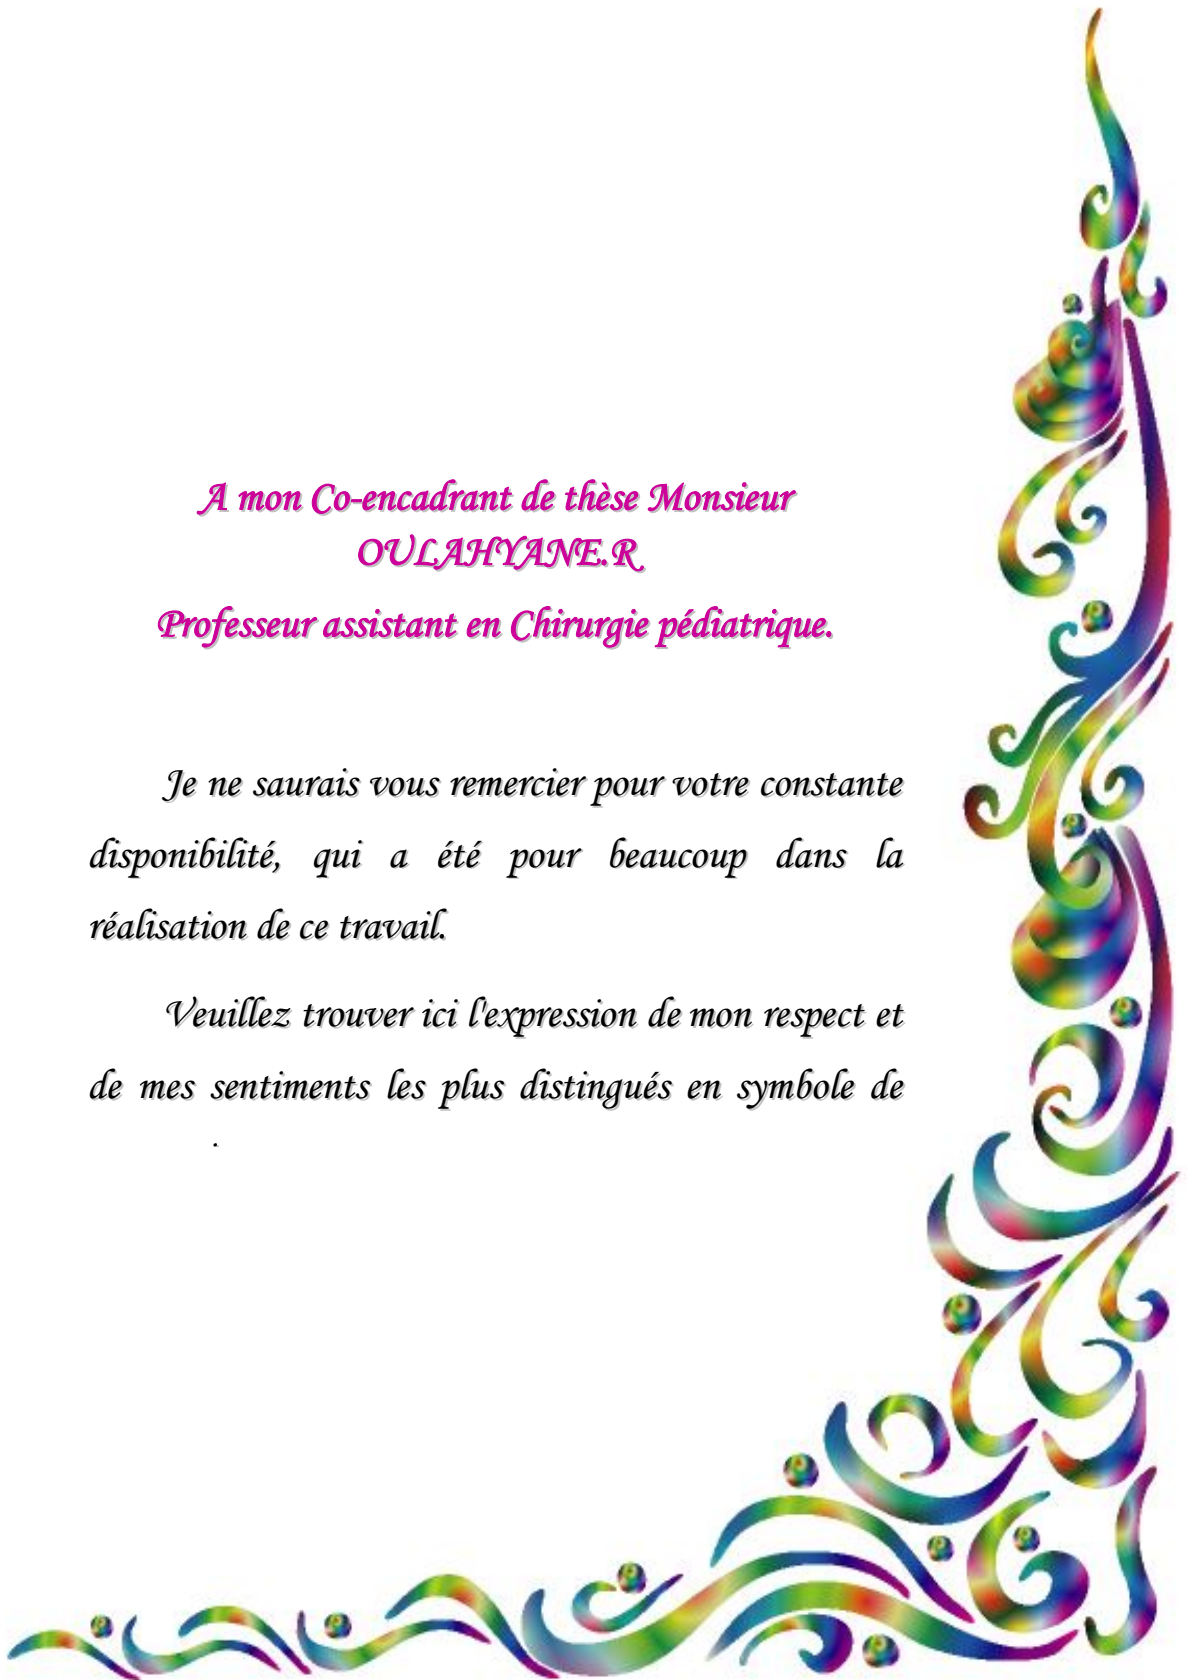 A mon Co-encadrant de thèse Monsieur
OULAHYANE.R
Professeur assistant en Chirurgie pédiatrique.
Je ne saurais vous remercier pour votre constante
disponibilité, qui a été pour beaucoup dans la
réalisation de ce travail.
Veuillez trouver ici l'expression de mon respect et
de mes sentiments les plus distingués en symbole de
.